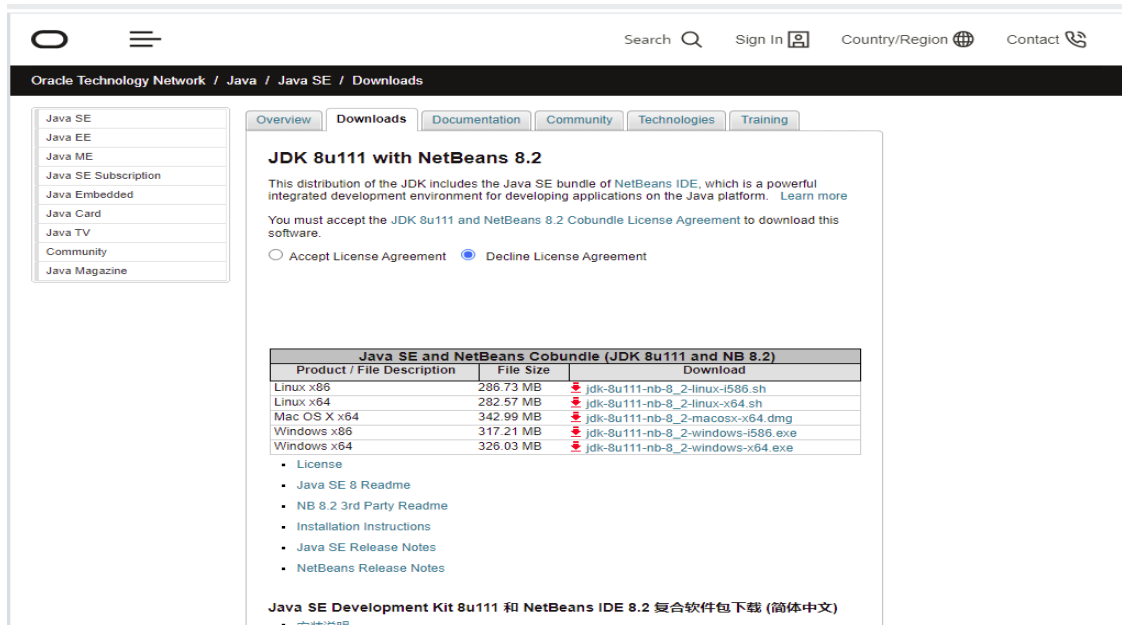 Search Sign In Country/Region Contact
Oracle Technology Network / Java / Java SE / Downloads
Java SE
Java EE
Java ME
Java SE Subscription
Java Embedded
Java Card
Java TV
Community
Java Magazine
Overview Downloads Documentation Community Technologies Training
JDK 8u111 with NetBeans 8.2
This distribution of the JDK includes the Java SE bundle of NetBeans IDE, which is a powerful
integrated development environment for developing applications on the Java platform. Learn more
You must accept the JDK 8u111 and NetBeans 8.2 Cobundle License Agreement to download this
software.
Accept License Agreement Decline License Agreement
Java SE and NetBeans Cobundle (JDK 8u111 and NB 8.2)
Product / File Description File Size Download
Linux x86 286.73 MB jdk-8u111-nb-8_2-linux-i586.sh
Linux x64 282.57 MB jdk-8u111-nb-8_2-linux-x64.sh
Mac OS X x64 342.99 MB jdk-8u111-nb-8_2-macosx-x64.dmg
Windows x86 317.21 MB jdk-8u111-nb-8_2-windows-i586.exe
Windows x64 326.03 MB jdk-8u111-nb-8_2-windows-x64.exe
License
Java SE 8 Readme
NB 8.2 3rd Party Readme
Installation Instructions
Java SE Release Notes
NetBeans Release Notes
Java SE Development Kit 8u111 和 NetBeans IDE 8.2 复合软件包下载 (简体中文)